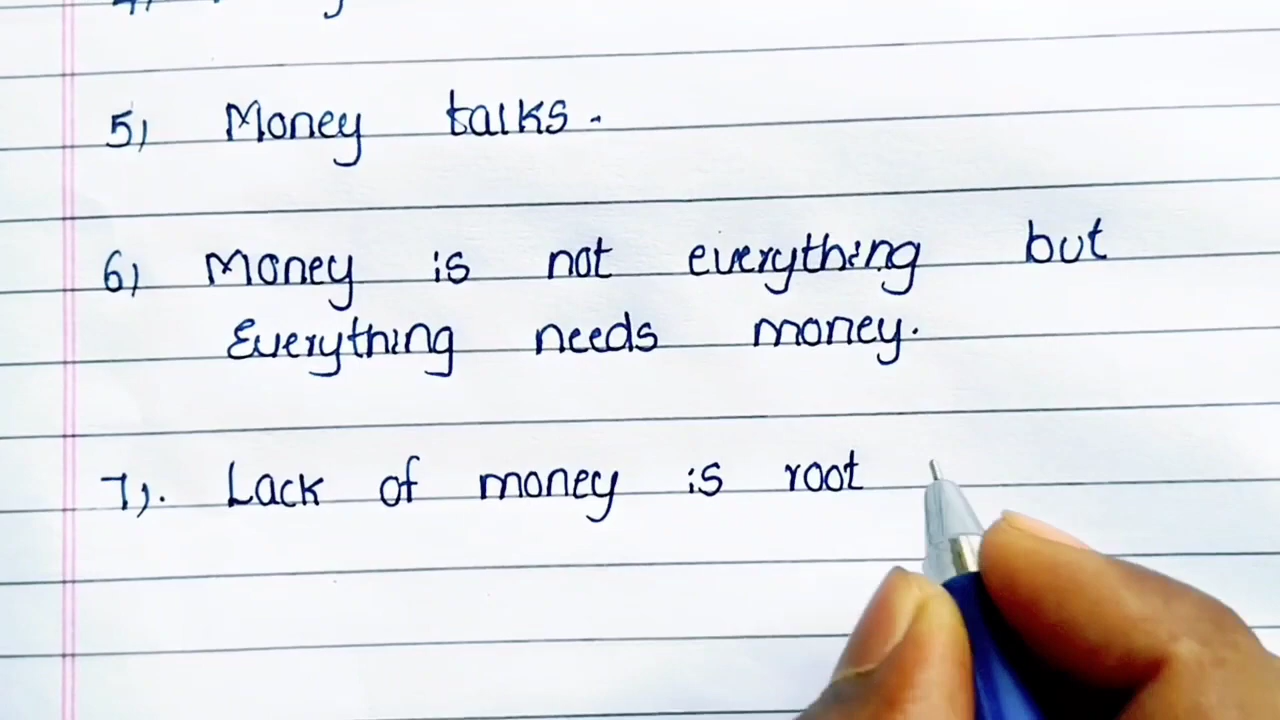 5) Money talks.
6) Money is not everything but
Everything needs money.
7). Lack of money is root